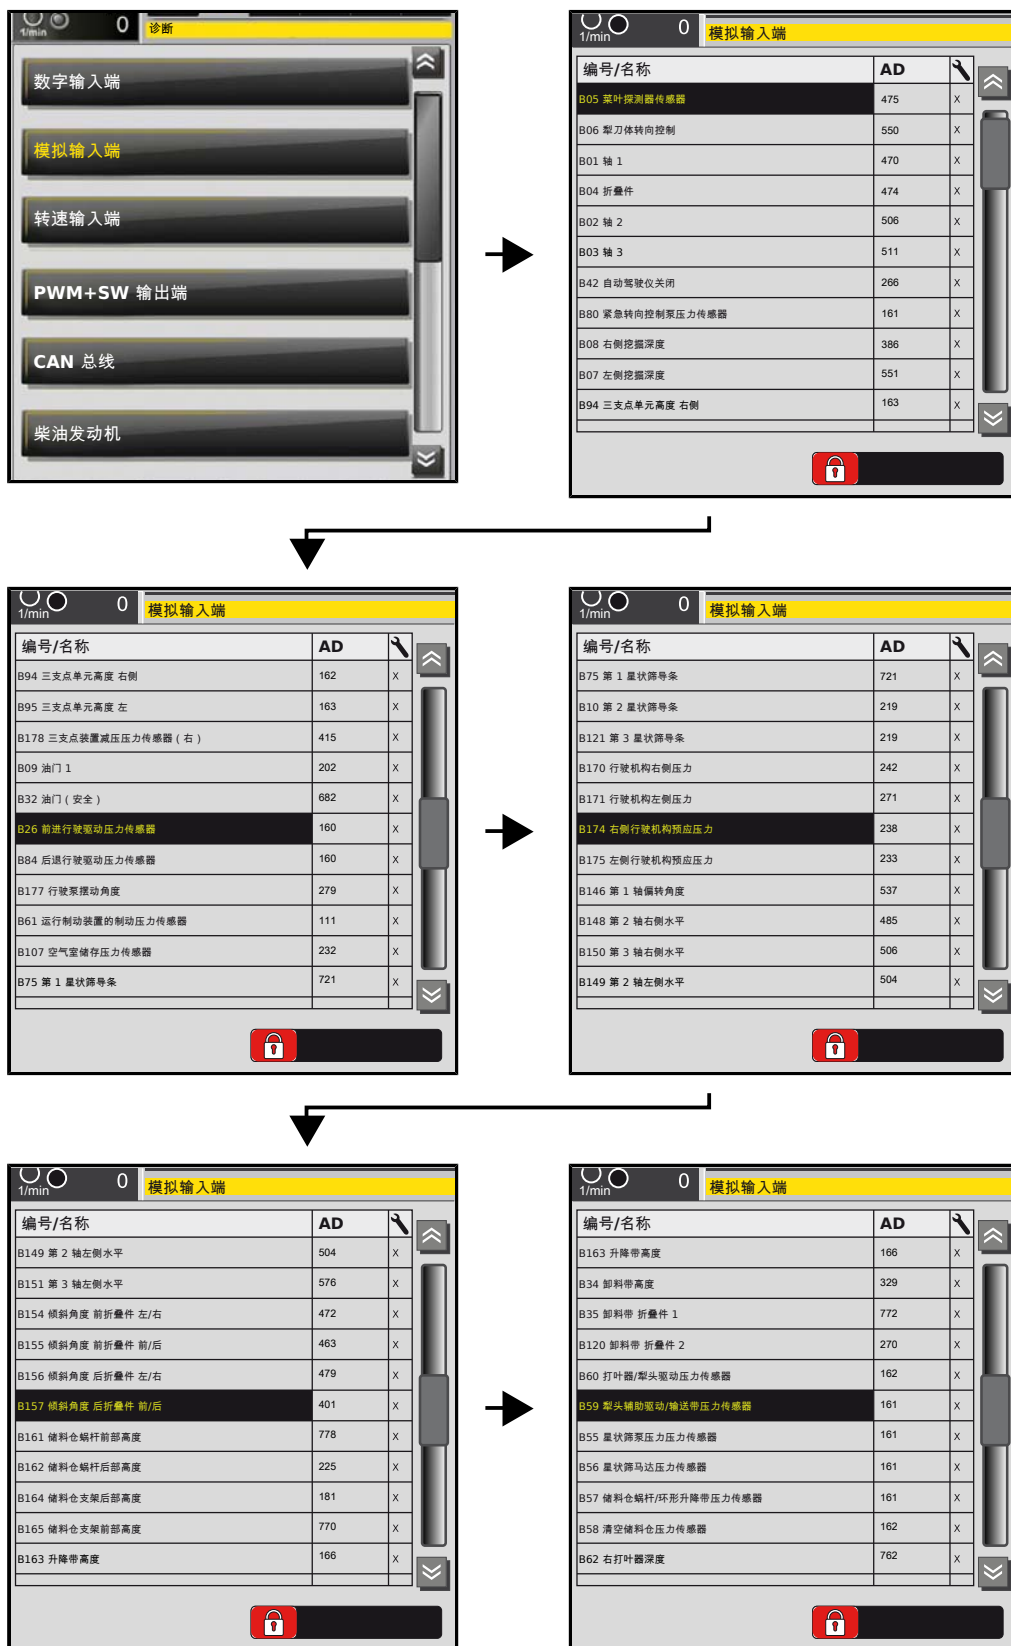 1/min 0 诊断
数字输入端
模拟输入端
转速输入端
PWM+SW 输出端
CAN 总线
柴油发动机
1/min 0 模拟输入端
编号/名称 AD
B05 菜叶探测器传感器 475 X
B06 犁刀体转向控制 550 X
B01 轴 1 470 X
B04 折叠件 474 X
B02 轴 2 506 X
B03 轴 3 511 X
B42 自动驾驶仪关闭 266 X
B80 紧急转向控制泵压力传感器 161 X
B08 右侧挖掘深度 386 X
B07 左侧挖掘深度 551 X
B94 三支点单元高度 右侧 163 X
1/min 0 模拟输入端
编号/名称 AD
B94 三支点单元高度 右侧 162 X
B95 三支点单元高度 左 163 X
B178 三支点装置减压压力传感器（右） 415 X
B09 油门 1 202 X
B32 油门（安全） 682 X
B26 前进行驶驱动压力传感器 160 X
B84 后退行驶驱动压力传感器 160 X
B177 行驶泵摆动角度 279 X
B61 运行制动装置的制动压力传感器 111 X
B107 空气室储存压力传感器 232 X
B75 第 1 星状筛导条 721 X
1/min 0 模拟输入端
编号/名称 AD
B75 第 1 星状筛导条 721 X
B10 第 2 星状筛导条 219 X
B121 第 3 星状筛导条 219 X
B170 行驶机构右侧压力 242 X
B171 行驶机构左侧压力 271 X
B174 右侧行驶机构预应压力 238 X
B175 左侧行驶机构预应压力 233 X
B146 第 1 轴偏转角度 537 X
B148 第 2 轴右侧水平 485 X
B150 第 3 轴右侧水平 506 X
B149 第 2 轴左侧水平 504 X
1/min 0 模拟输入端
编号/名称 AD
B149 第 2 轴左侧水平 504 X
B151 第 3 轴左侧水平 576 X
B154 倾斜角度 前折叠件 左/右 472 X
B155 倾斜角度 前折叠件 前/后 463 X
B156 倾斜角度 后折叠件 左/右 479 X
B157 倾斜角度 后折叠件 前/后 401 X
B161 储料仓蜗杆前部高度 778 X
B162 储料仓蜗杆后部高度 225 X
B164 储料仓支架后部高度 181 X
B165 储料仓支架前部高度 770 X
B163 升降带高度 166 X
1/min 0 模拟输入端
编号/名称 AD
B163 升降带高度 166 X
B34 卸料带高度 329 X
B35 卸料带 折叠件 1 772 X
B120 卸料带 折叠件 2 270 X
B60 打叶器/犁头驱动压力传感器 162 X
B59 犁头辅助驱动/输送带压力传感器 161 X
B55 星状筛泵压力压力传感器 161 X
B56 星状筛马达压力传感器 161 X
B57 储料仓蜗杆/环形升降带压力传感器 161 X
B58 清空储料仓压力传感器 162 X
B62 右打叶器深度 762 X